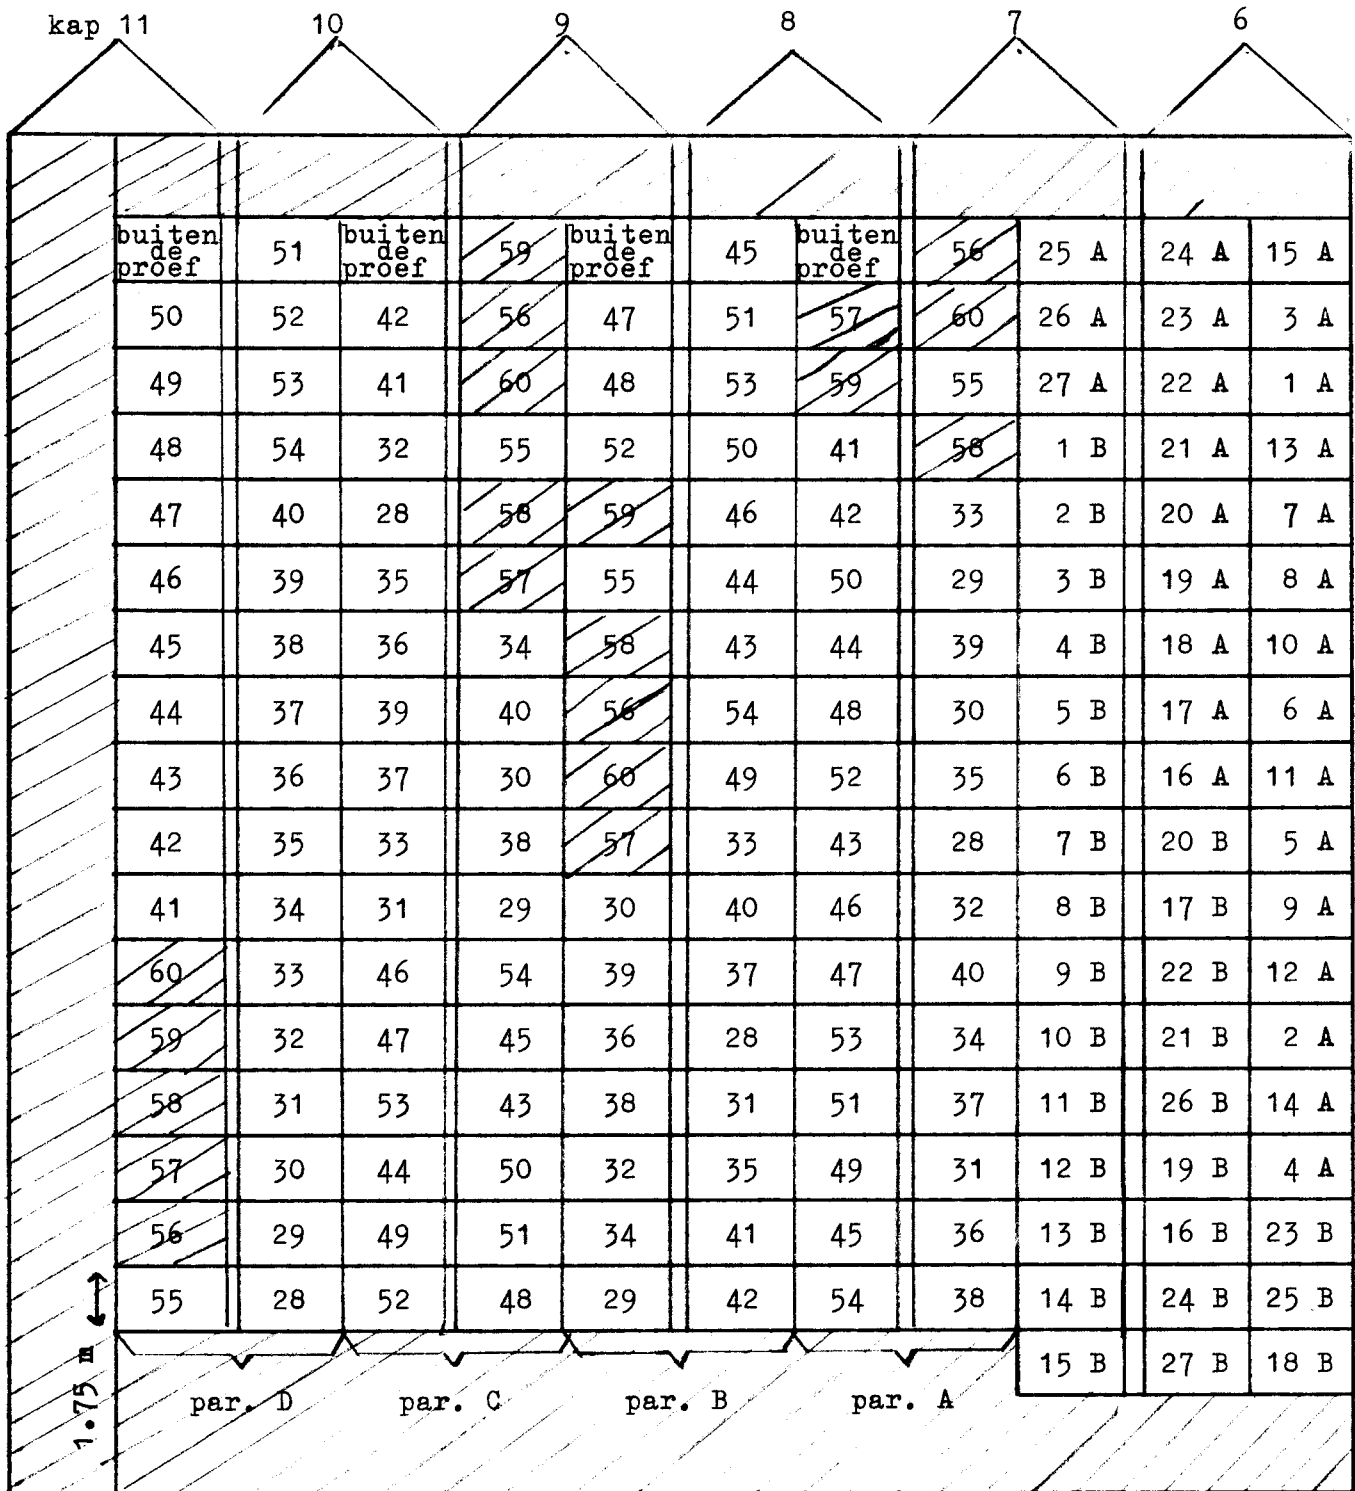 kap 11 10 9 8 7 6
buiten de proef 51 buiten de proef 59 buiten de proef 45 buiten de proef 56 25 A 24 A 15 A
50 52 42 56 47 51 57 60 26 A 23 A 3 A
49 53 41 60 48 53 59 55 27 A 22 A 1 A
48 54 32 55 52 50 41 58 1 B 21 A 13 A
47 40 28 58 59 46 42 33 2 B 20 A 7 A
46 39 35 57 55 44 50 29 3 B 19 A 8 A
45 38 36 34 58 43 44 39 4 B 18 A 10 A
44 37 39 40 56 54 48 30 5 B 17 A 6 A
43 36 37 30 60 49 52 35 6 B 16 A 11 A
42 35 33 38 57 33 43 28 7 B 20 B 5 A
41 34 31 29 30 40 46 32 8 B 17 B 9 A
60 33 46 54 39 37 47 40 9 B 22 B 12 A
59 32 47 45 36 28 53 34 10 B 21 B 2 A
58 31 53 43 38 31 51 37 11 B 26 B 14 A
57 30 44 50 32 35 49 31 12 B 19 B 4 A
56 29 49 51 34 41 45 36 13 B 16 B 23 B
55 28 52 48 29 42 54 38 14 B 24 B 25 B
15 B 27 B 18 B
par. D par. C par. B par. A
1.75 m